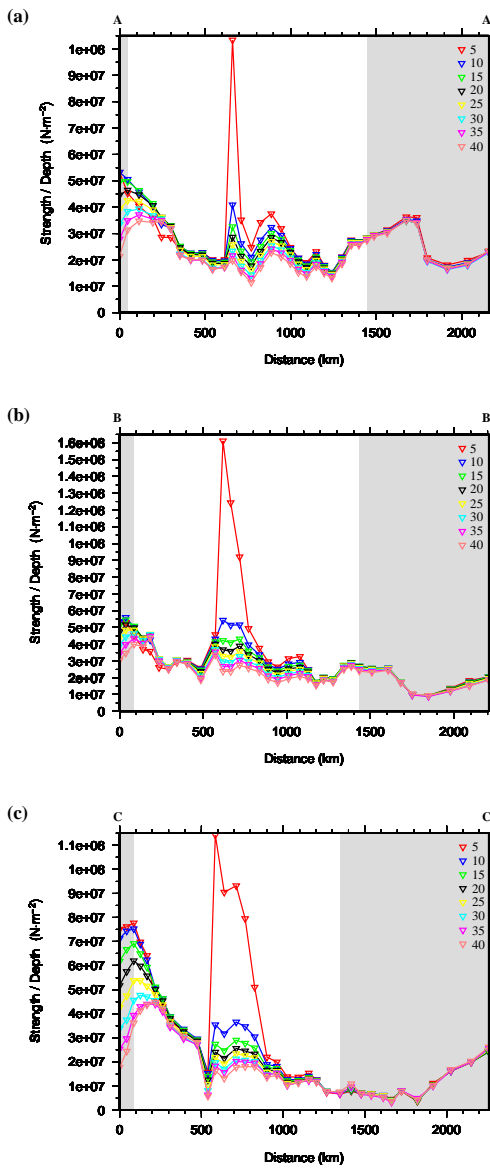 (a)
A A
1e+08
9e+07
8e+07
7e+07
6e+07
5e+07
4e+07
3e+07
2e+07
1e+07
0
Strength / Depth (N·m⁻²)
5
10
15
20
25
30
35
40
0 500 1000 1500 2000
Distance (km)
(b)
B B
1.6e+08
1.5e+08
1.4e+08
1.3e+08
1.2e+08
1.1e+08
1e+08
9e+07
8e+07
7e+07
6e+07
5e+07
4e+07
3e+07
2e+07
1e+07
0
Strength / Depth (N·m⁻²)
5
10
15
20
25
30
35
40
0 500 1000 1500 2000
Distance (km)
(c)
C C
1.1e+08
1e+08
9e+07
8e+07
7e+07
6e+07
5e+07
4e+07
3e+07
2e+07
1e+07
0
Strength / Depth (N·m⁻²)
5
10
15
20
25
30
35
40
0 500 1000 1500 2000
Distance (km)